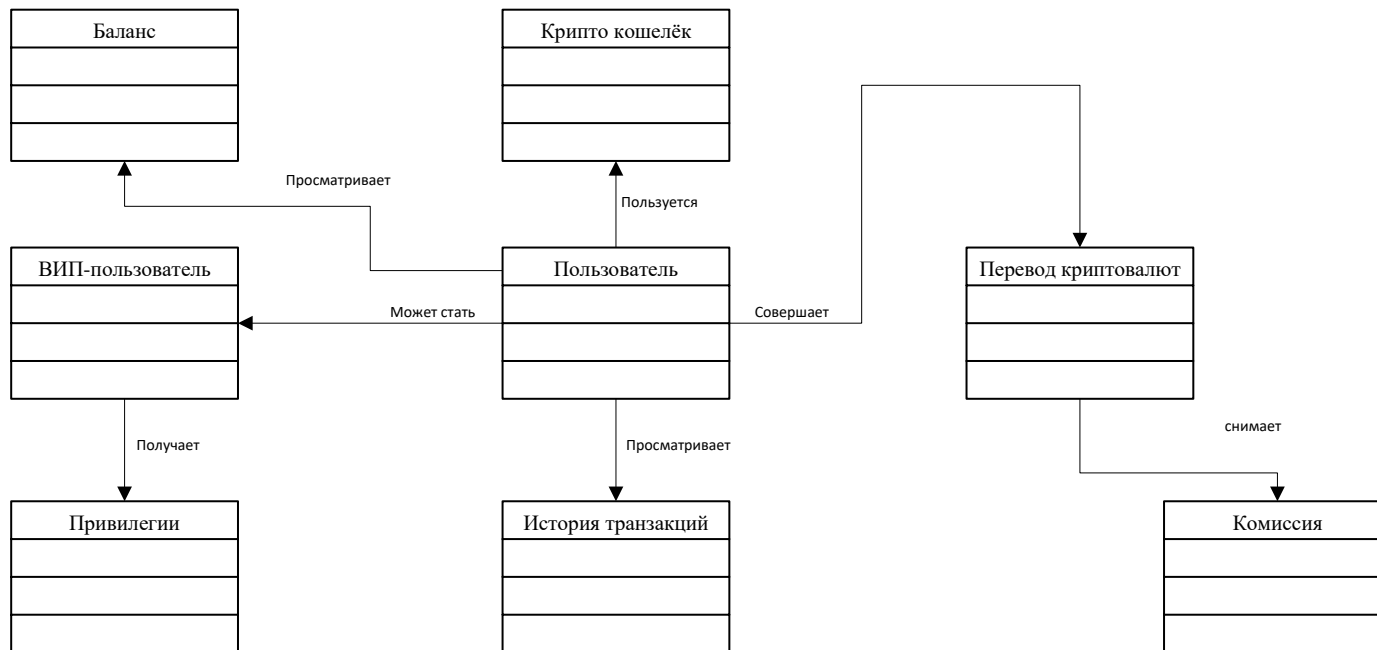 Баланс
Крипто кошелёк
Просматривает
Пользуется
ВИП-пользователь
Пользователь
Перевод криптовалют
Может стать
Совершает
Получает
Просматривает
снимает
Привилегии
История транзакций
Комиссия